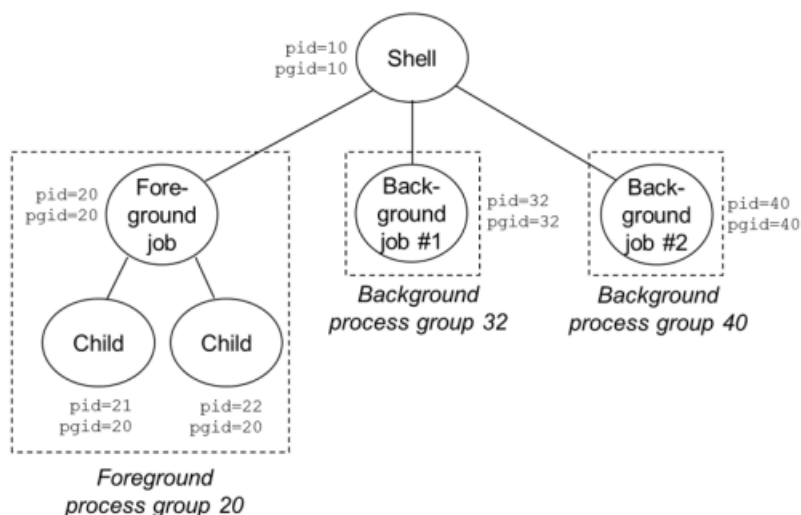 pid=10
pgid=10
Shell
pid=20
pgid=20
Fore-
ground
job
Back-
ground
job #1
pid=32
pgid=32
Back-
ground
job #2
pid=40
pgid=40
Background
process group 32
Background
process group 40
Child
Child
pid=21
pgid=20
pid=22
pgid=20
Foreground
process group 20